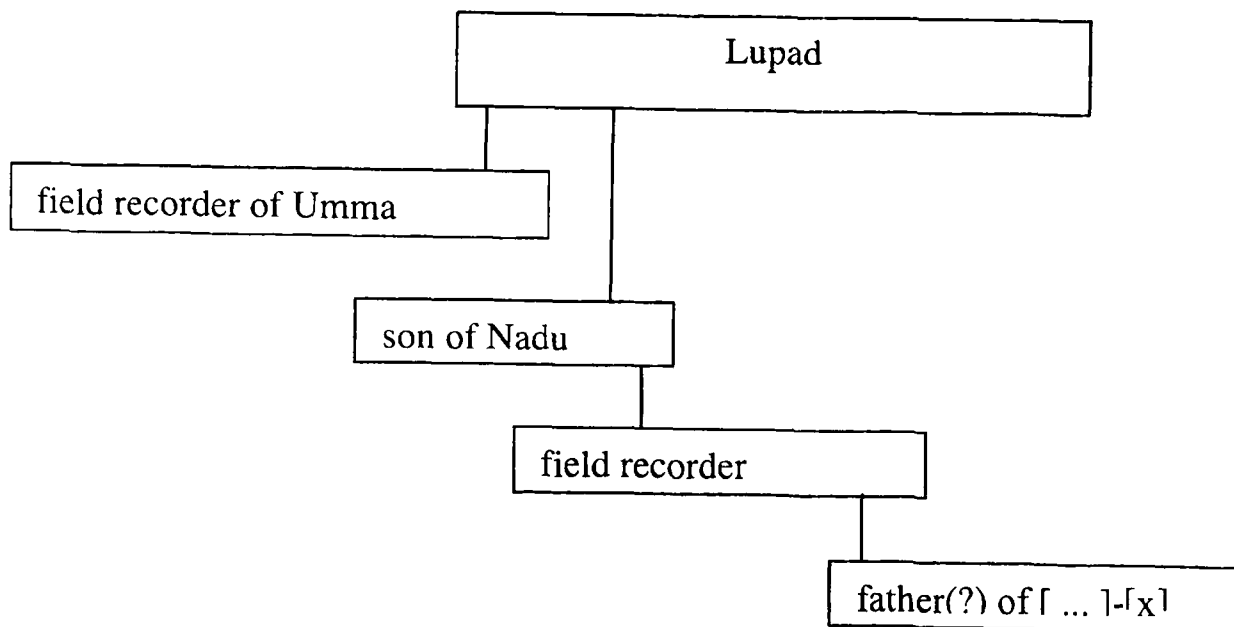 Lupad
field recorder of Umma
son of Nadu
field recorder
father(?) of [ ... ]-⸢x⸣